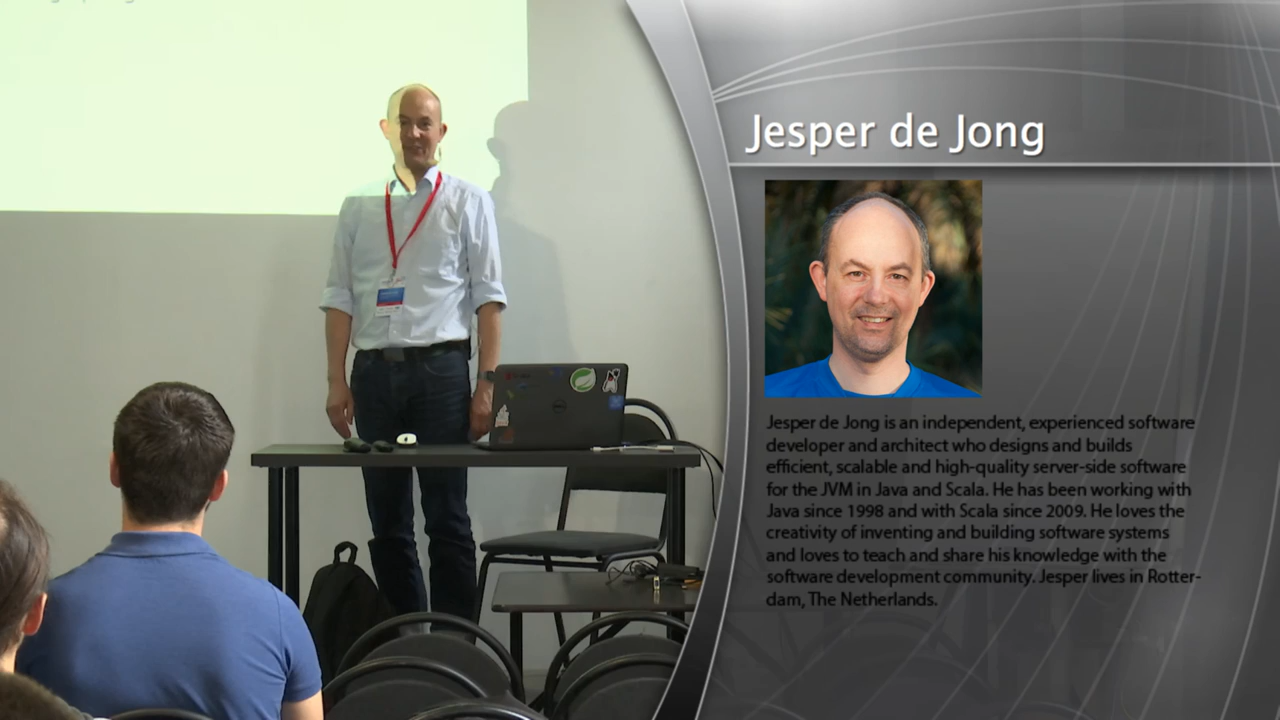 Jesper de Jong
Jesper de Jong is an independent, experienced software
developer and architect who designs and builds
efficient, scalable and high-quality server-side software
for the JVM in Java and Scala. He has been working with
Java since 1998 and with Scala since 2009. He loves the
creativity of inventing and building software systems
and loves to teach and share his knowledge with the
software development community. Jesper lives in Rotter-
dam, The Netherlands.